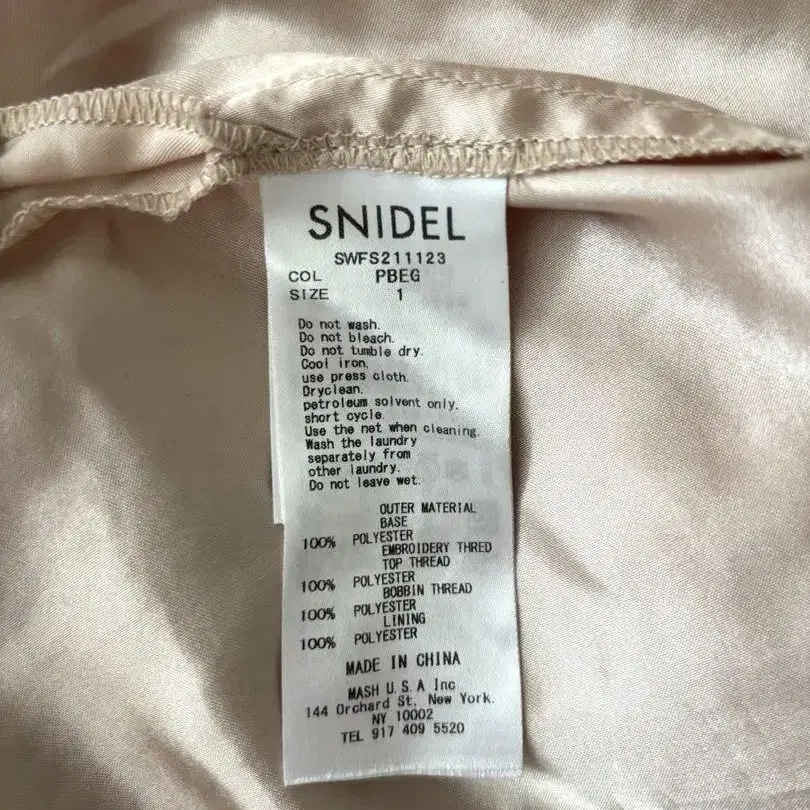 SNIDEL
SWFS211123
COL PBEG
SIZE 1
Do not wash.
Do not bleach.
Do not tumble dry.
Cool iron,
use press cloth.
Dryclean,
petroleum solvent only,
short cycle.
Use the net when cleaning.
Wash the laundry
separately from
other laundry.
Do not leave wet.
OUTER MATERIAL
BASE
100% POLYESTER
EMBROIDERY THRED
TOP THREAD
100% POLYESTER
BOBBIN THREAD
100% POLYESTER
LINING
100% POLYESTER
MADE IN CHINA
MASH U.S.A Inc
144 Orchard St, New York.
NY 10002
TEL 917 409 5520